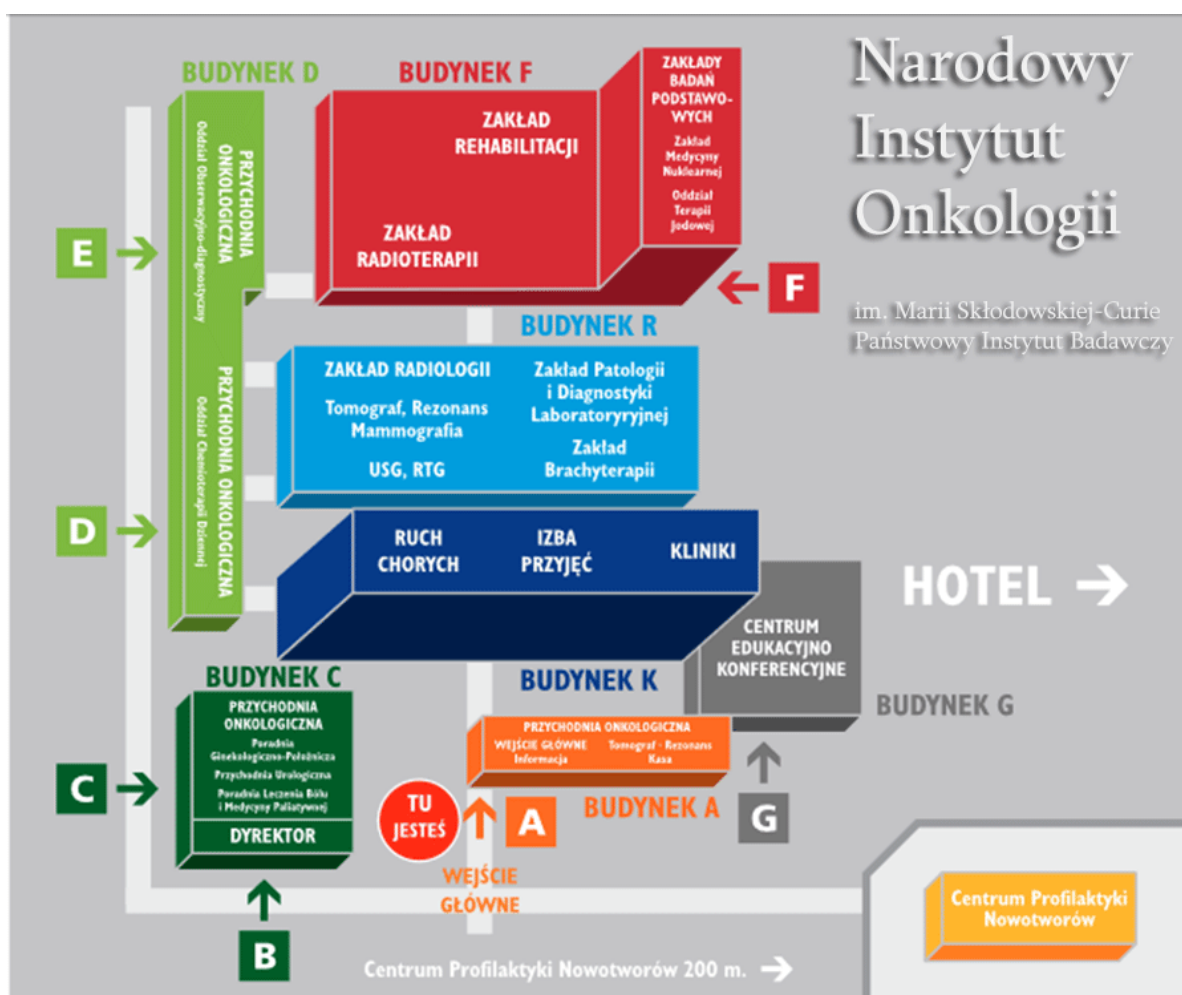 Narodowy
Instytut
Onkologii
im. Marii Skłodowskiej-Curie
Państwowy Instytut Badawczy
BUDYNEK D
PRZYCHODNIA
ONKOLOGICZNA
Oddział Obserwacyjno-diagnostyczny
PRZYCHODNIA ONKOLOGICZNA
Oddział Chemioterapii Dziennej
E
D
BUDYNEK F
ZAKŁAD
REHABILITACJI
ZAKŁAD
RADIOTERAPII
ZAKŁADY
BADAŃ
PODSTAWO-
WYCH
Zakład
Medycyny
Nuklearnej
Oddział
Terapii
Jodowej
F
BUDYNEK R
ZAKŁAD RADIOLOGII
Tomograf, Rezonans
Mammografia
USG, RTG
Zakład Patologii
i Diagnostyki
Laboratoryryjnej
Zakład
Brachyterapii
RUCH
CHORYCH
IZBA
PRZYJĘĆ
KLINIKI
BUDYNEK K
HOTEL
CENTRUM
EDUKACYJNO
KONFERENCYJNE
BUDYNEK G
G
BUDYNEK C
PRZYCHODNIA
ONKOLOGICZNA
Poradnia
Ginekologiczno-Położnicza
Przychodnia Urologiczna
Poradnia Leczenia Bólu
i Medycyny Paliatywnej
DYREKTOR
C
B
PRZYCHODNIA ONKOLOGICZNA
WEJŚCIE GŁÓWNE
Informacja
Tomograf - Rezonans
Kasa
BUDYNEK A
TU
JESTEŚ
A
WEJŚCIE
GŁÓWNE
Centrum Profilaktyki
Nowotworów
Centrum Profilaktyki Nowotworów 200 m.